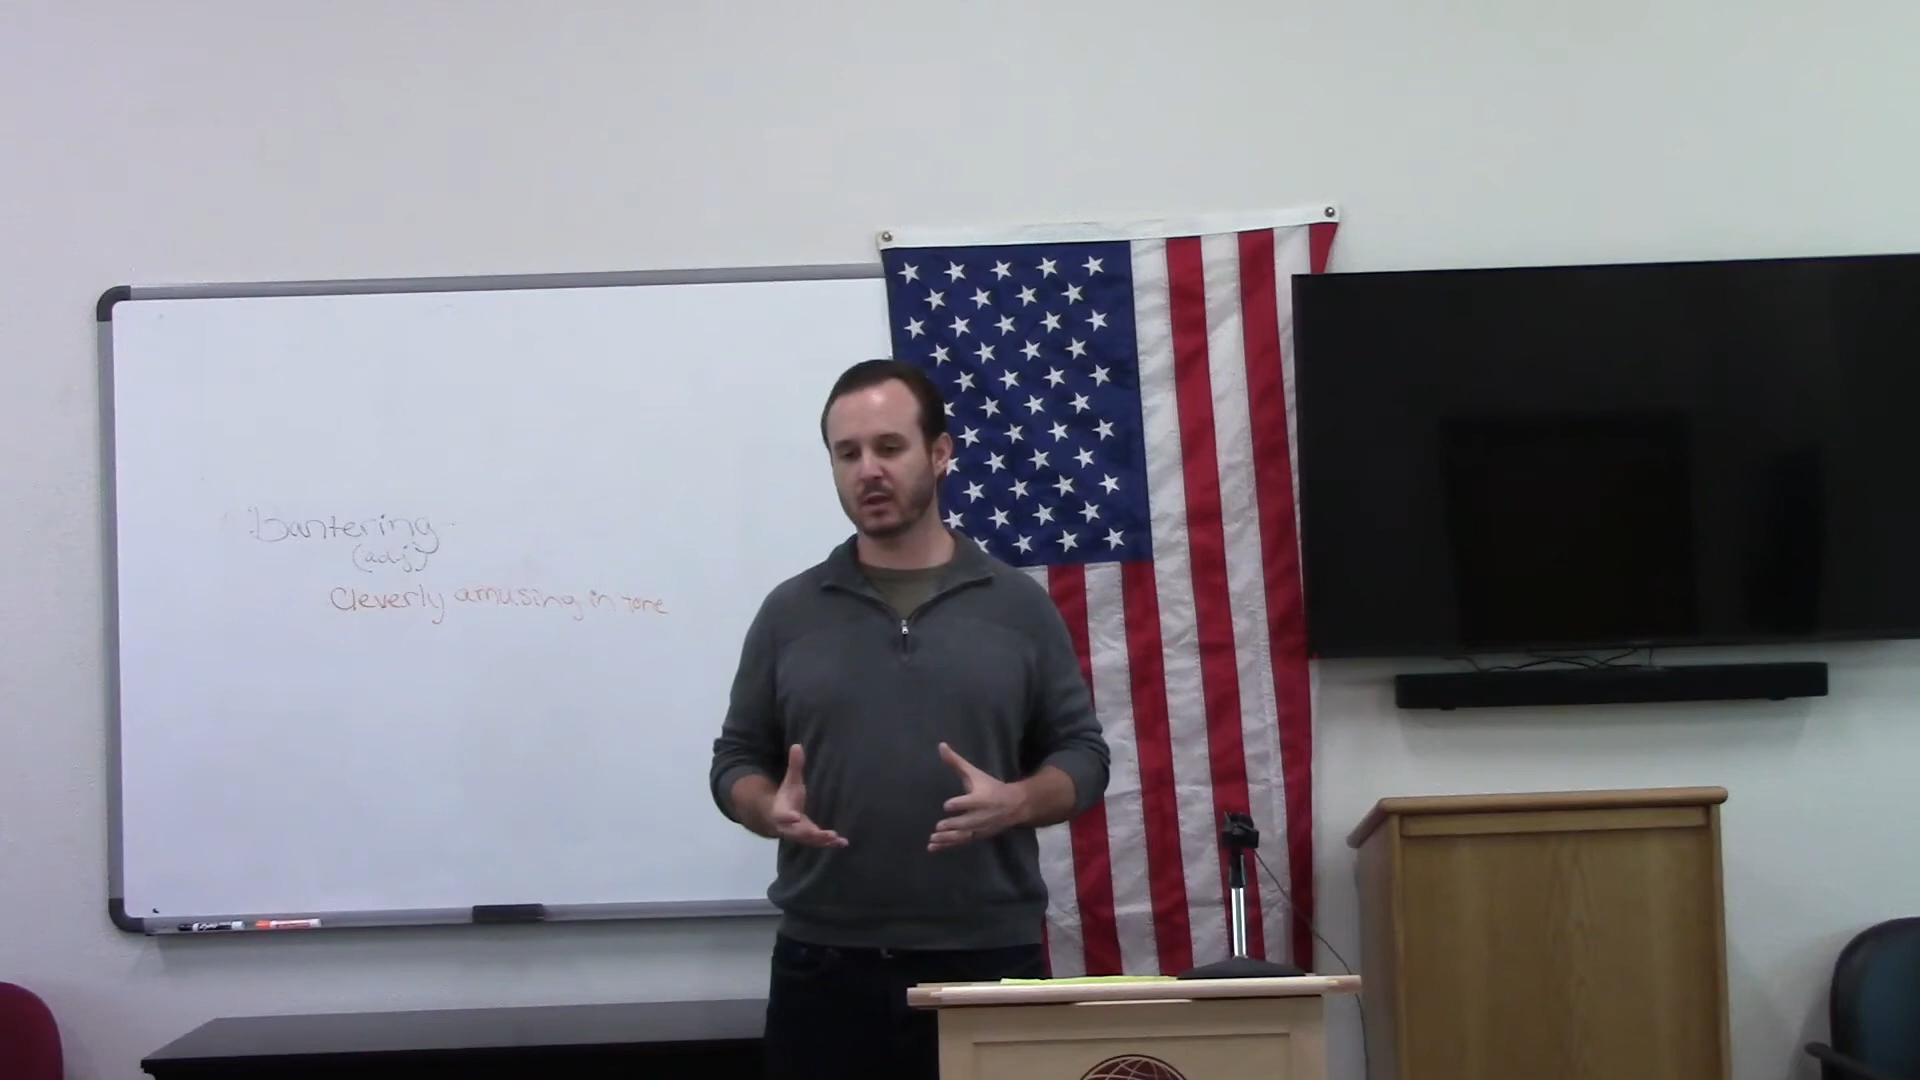 bantering
(adj)
Cleverly amusing in tone